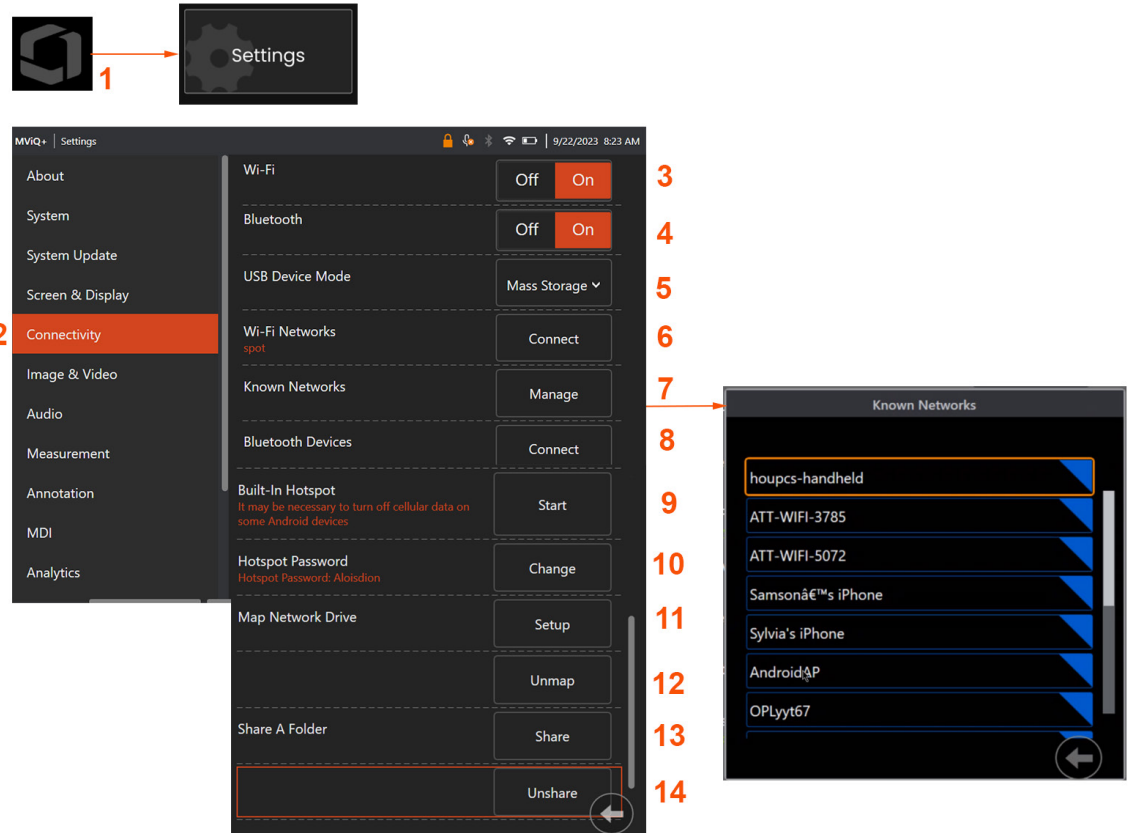 1
Settings
MViQ+ | Settings
9/22/2023 8:23 AM
About
System
System Update
Screen & Display
2
Connectivity
Image & Video
Audio
Measurement
Annotation
MDI
Analytics
Wi-Fi
Off On
3
Bluetooth
Off On
4
USB Device Mode
Mass Storage
5
Wi-Fi Networks
spot
Connect
6
Known Networks
Manage
7
Bluetooth Devices
Connect
8
Built-In Hotspot
It may be necessary to turn off cellular data on
some Android devices
Start
9
Hotspot Password
Hotspot Password: Aloisdion
Change
10
Map Network Drive
Setup
11
Unmap
12
Share A Folder
Share
13
Unshare
14
Known Networks
houpcs-handheld
ATT-WIFI-3785
ATT-WIFI-5072
Samsonâ€™s iPhone
Sylvia's iPhone
AndroidAP
OPLyyt67